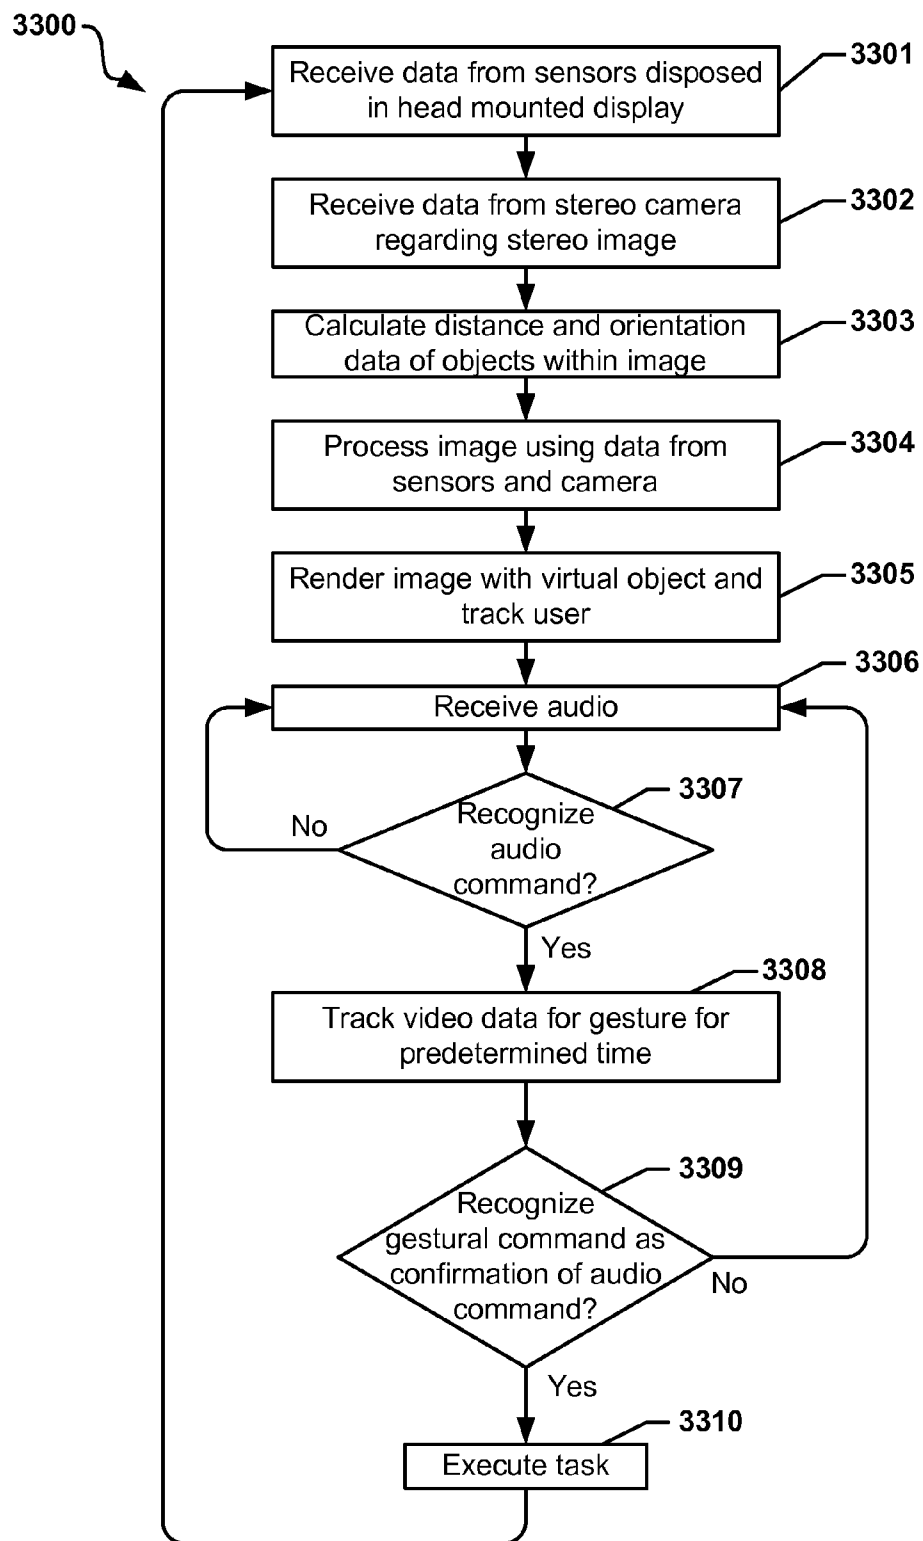 3300
3301
Receive data from sensors disposed
in head mounted display
3302
Receive data from stereo camera
regarding stereo image
3303
Calculate distance and orientation
data of objects within image
3304
Process image using data from
sensors and camera
3305
Render image with virtual object and
track user
3306
Receive audio
3307
Recognize
audio
command?
No
Yes
3308
Track video data for gesture for
predetermined time
3309
Recognize
gestural command as
confirmation of audio
command?
No
Yes
3310
Execute task